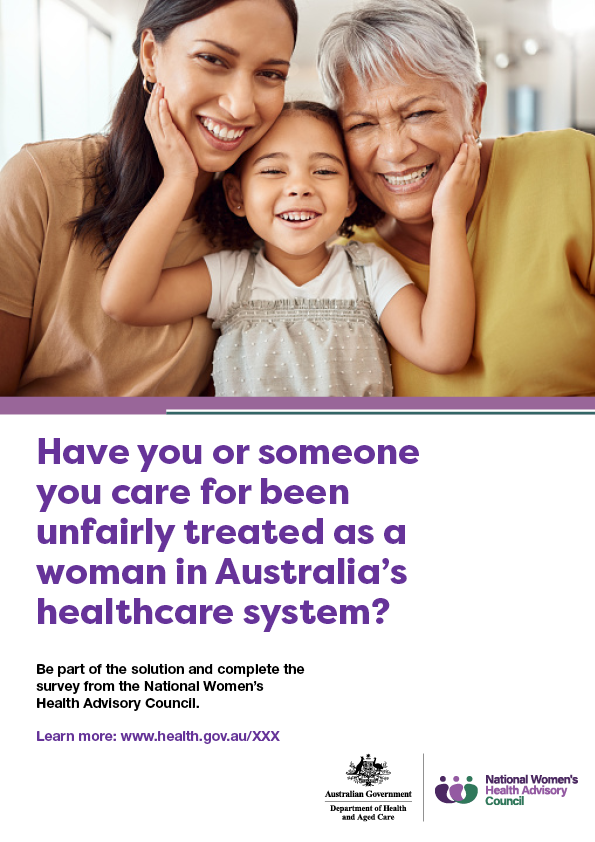 Have you or someone
you care for been
unfairly treated as a
woman in Australia’s
healthcare system?
Be part of the solution and complete the
survey from the National Women’s
Health Advisory Council.
Learn more: www.health.gov.au/XXX
Australian Government
Department of Health
and Aged Care
National Women's
Health Advisory
Council